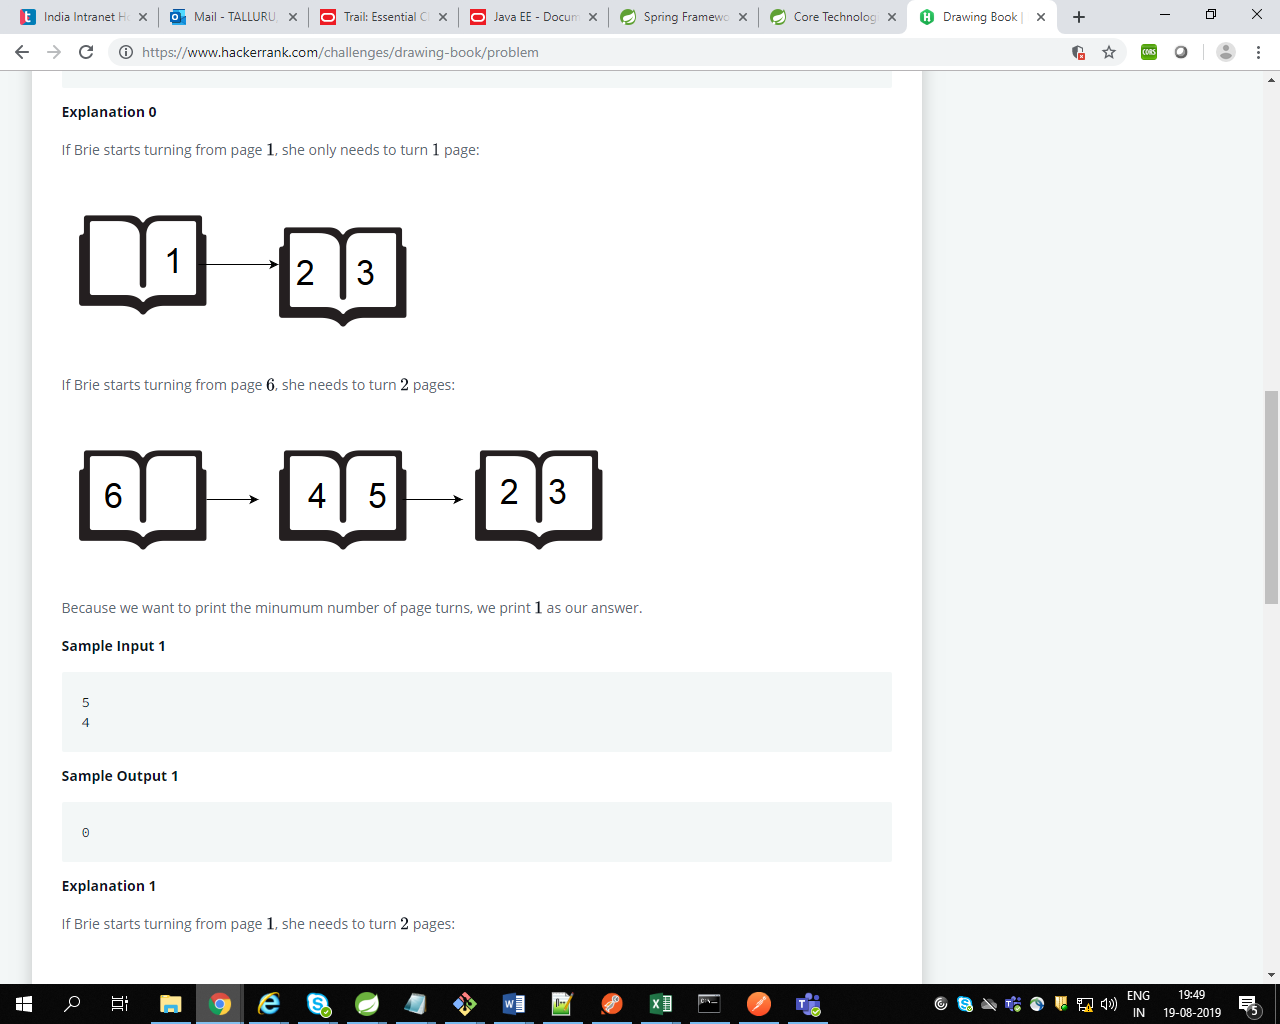 India Intranet Ho
Mail - TALLURU
Trail: Essential C
Java EE - Docum
Spring Framewo
Core Technolog
Drawing Book |
https://www.hackerrank.com/challenges/drawing-book/problem
CORS
Explanation 0
If Brie starts turning from page 1, she only needs to turn 1 page:
1
2 3
If Brie starts turning from page 6, she needs to turn 2 pages:
6
4 5
2 3
Because we want to print the minumum number of page turns, we print 1 as our answer.
Sample Input 1
5
4
Sample Output 1
0
Explanation 1
If Brie starts turning from page 1, she needs to turn 2 pages:
ENG
IN
19:49
19-08-2019
5